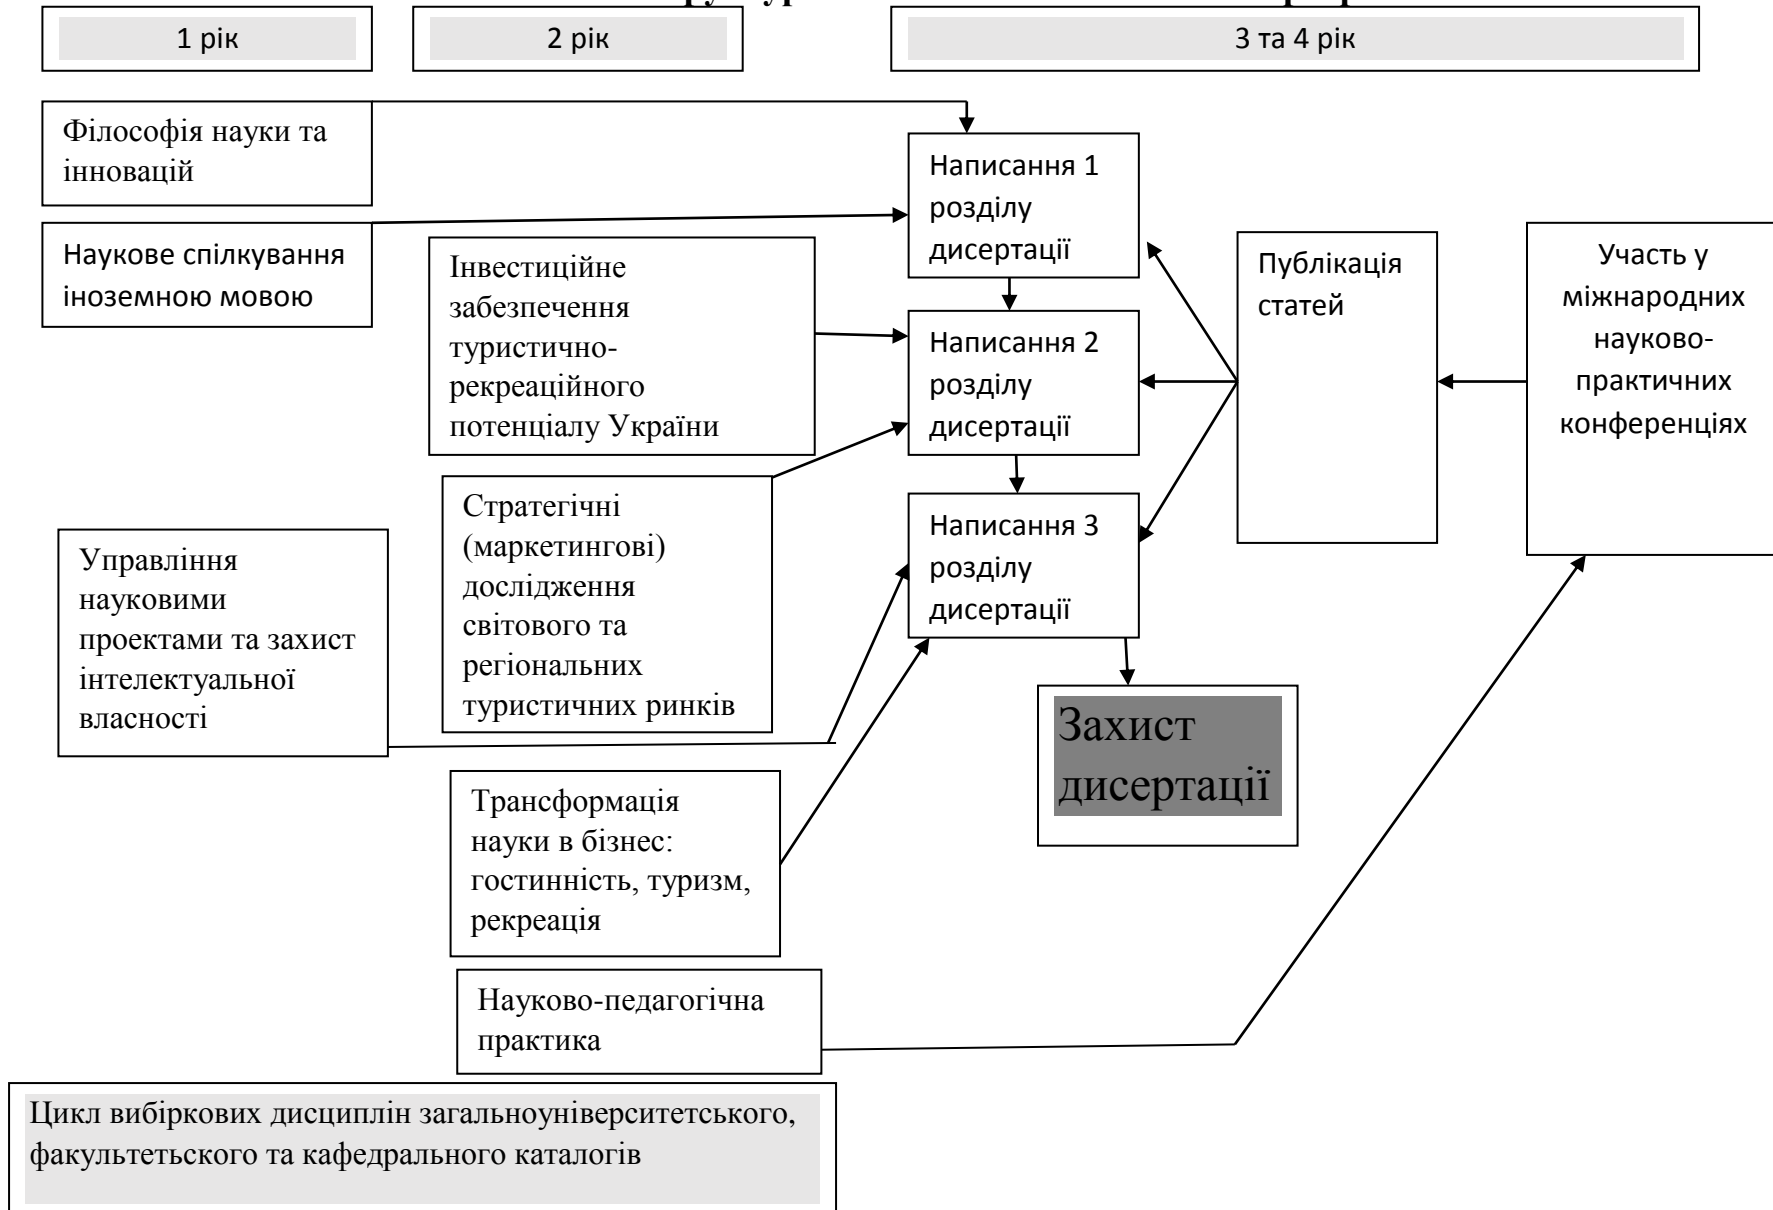 1 рік
2 рік
3 та 4 рік
Філософія науки та
інновацій
Наукове спілкування
іноземною мовою
Управління
науковими
проектами та захист
інтелектуальної
власності
Інвестиційне
забезпечення
туристично-
рекреаційного
потенціалу України
Стратегічні
(маркетингові)
дослідження
світового та
регіональних
туристичних ринків
Трансформація
науки в бізнес:
гостинність, туризм,
рекреація
Науково-педагогічна
практика
Написання 1
розділу
дисертації
Написання 2
розділу
дисертації
Написання 3
розділу
дисертації
Захист
дисертації
Публікація
статей
Участь у
міжнародних
науково-
практичних
конференціях
Цикл вибіркових дисциплін загальноуніверситетського,
факультетьского та кафедрального каталогів